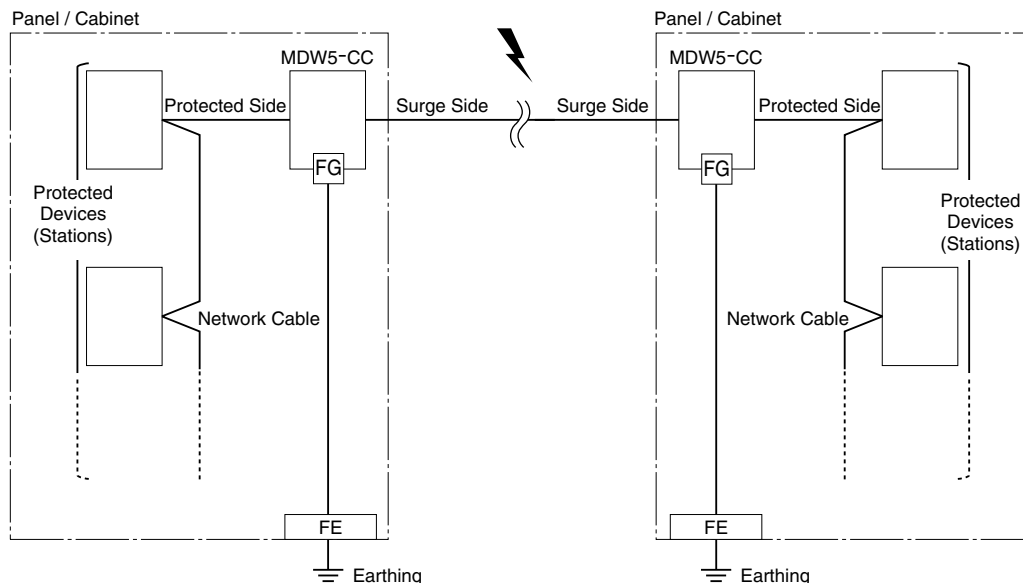 Panel / Cabinet
MDW5-CC
Protected Side
Surge Side
FG
Protected
Devices
(Stations)
Network Cable
FE
Earthing
Panel / Cabinet
MDW5-CC
Surge Side
Protected Side
FG
Protected
Devices
(Stations)
Network Cable
FE
Earthing